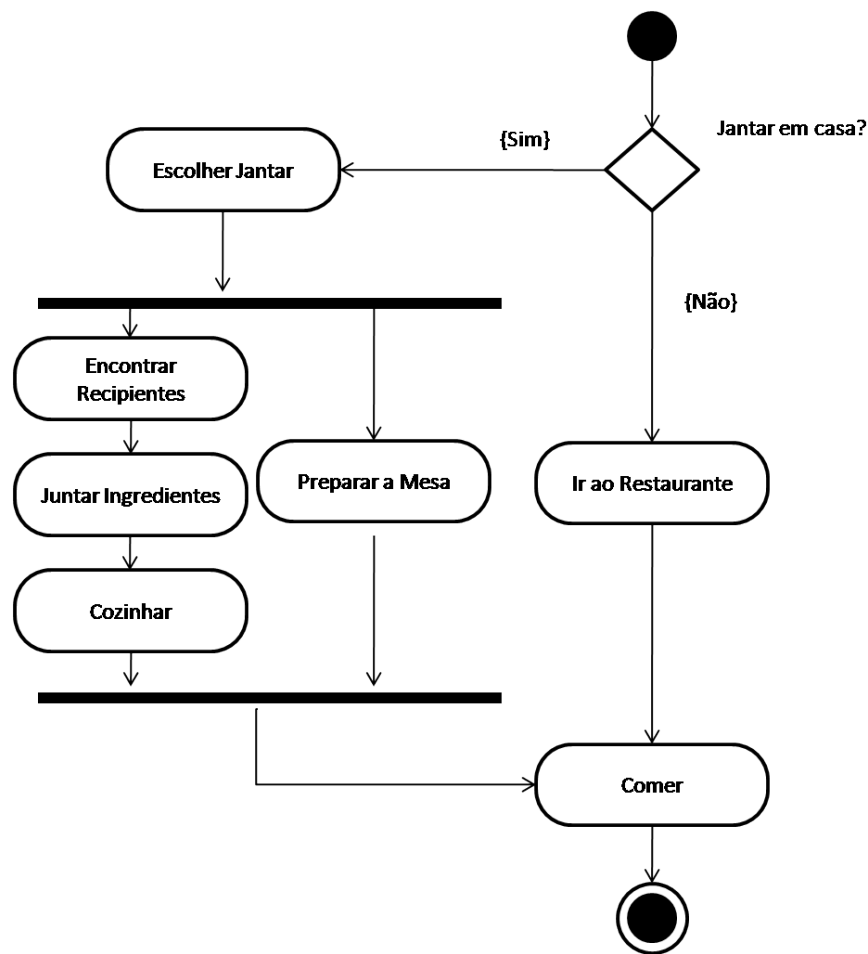 Jantar em casa?
{Sim}
Escolher Jantar
{Não}
Encontrar
Recipientes
Juntar Ingredientes
Preparar a Mesa
Ir ao Restaurante
Cozinhar
Comer